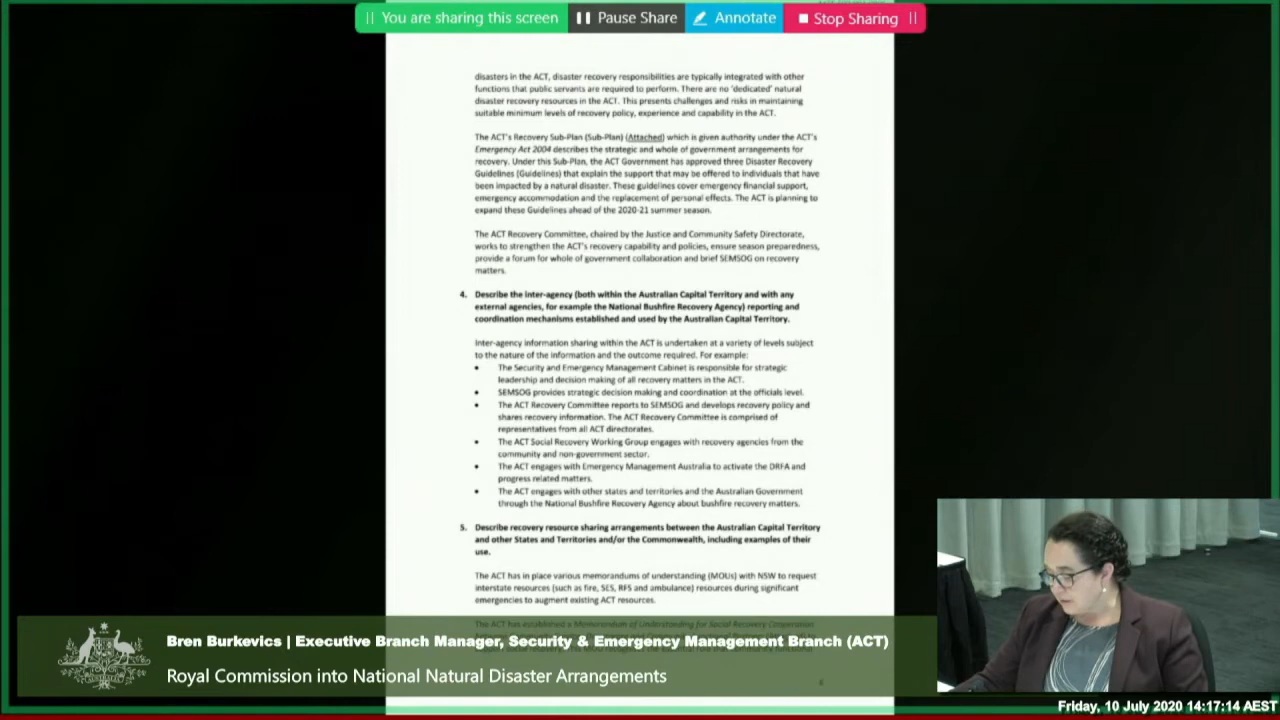 You are sharing this screen
Pause Share
Annotate
Stop Sharing
disasters in the ACT, disaster recovery responsibilities are typically integrated with other
functions that public servants are required to perform. There are no 'dedicated' natural
disaster recovery resources in the ACT. This presents challenges and risks in maintaining
suitable minimum levels of recovery policy, experience and capability in the ACT.
The ACT's Recovery Sub-Plan (Sub-Plan) (Attached) which is given authority under the ACT's
Emergency Act 2004 describes the strategic and whole of government arrangements for
recovery. Under this Sub-Plan, the ACT Government has approved three Disaster Recovery
Guidelines (Guidelines) that explain the support that may be offered to individuals that have
been impacted by a natural disaster. These guidelines cover emergency financial support,
emergency accommodation and the replacement of personal effects. The ACT is planning to
expand these Guidelines ahead of the 2020-21 summer season.
The ACT Recovery Committee, chaired by the Justice and Community Safety Directorate,
works to strengthen the ACT's recovery capability and policies, ensure season preparedness,
provide a forum for whole of government collaboration and brief SEMSOG on recovery
matters.
4. Describe the inter-agency (both within the Australian Capital Territory and with any
external agencies, for example the National Bushfire Recovery Agency) reporting and
coordination mechanisms established and used by the Australian Capital Territory.
Inter-agency information sharing within the ACT is undertaken at a variety of levels subject
to the nature of the information and the outcome required. For example:
• The Security and Emergency Management Cabinet is responsible for strategic
leadership and decision making of all recovery matters in the ACT.
• SEMSOG provides strategic decision making and coordination at the officials level.
• The ACT Recovery Committee reports to SEMSOG and develops recovery policy and
shares recovery information. The ACT Recovery Committee is comprised of
representatives from all ACT directorates.
• The ACT Social Recovery Working Group engages with recovery agencies from the
community and non-government sector.
• The ACT engages with Emergency Management Australia to activate the DRFA and
progress related matters.
• The ACT engages with other states and territories and the Australian Government
through the National Bushfire Recovery Agency about bushfire recovery matters.
5. Describe recovery resource sharing arrangements between the Australian Capital Territory
and other States and Territories and/or the Commonwealth, including examples of their
use.
The ACT has in place various memorandums of understanding (MOUs) with NSW to request
interstate resources (such as fire, SES, RFS and ambulance) resources during significant
emergencies to augment existing ACT resources.
The ACT has established a Memorandum of Understanding for Social Recovery Cooperation
Bren Burkevics | Executive Branch Manager, Security & Emergency Management Branch (ACT)
Royal Commission into National Natural Disaster Arrangements
Friday, 10 July 2020 14:17:14 AEST